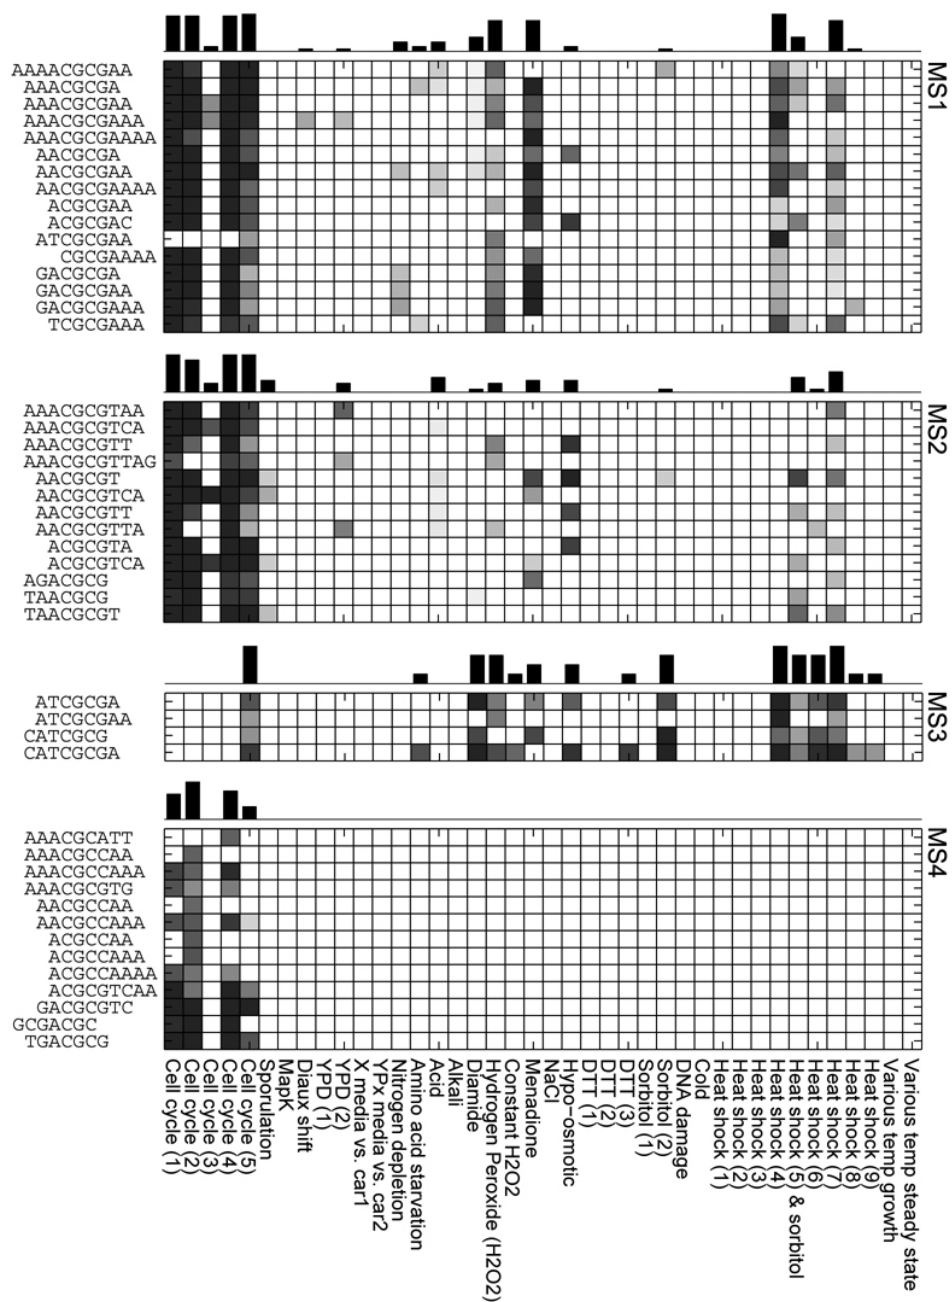 MS1
AAAACGCGAA
AAACGCGA
AAACGCGAA
AAACGCGAAA
AAACGCGAAAA
AACGCGA
AACGCGAA
AACGCGAAAA
ACGCGAA
ACGCGAC
ATCGCGAA
CGCGAAAA
GACGCGA
GACGCGAA
GACGCGAAA
TCGCGAAA
MS2
AAACGCGTAA
AAACGCGTCA
AAACGCGTT
AAACGCGTTAG
AACGCGT
AACGCGTCA
AACGCGTT
AACGCGTTA
ACGCGTA
ACGCGTCA
AGACGCG
TAACGCG
TAACGCGT
MS3
ATCGCGA
ATCGCGAA
CATCGCG
CATCGCGA
MS4
AAACGCATT
AAACGCCAA
AAACGCCAAA
AAACGCGTG
AACGCCAA
AACGCCAAA
ACGCCAA
ACGCCAAA
ACGCCAAAA
ACGCGTCAA
GACGCGTC
GCGACGC
TGACGCG
Cell cycle (1)
Cell cycle (2)
Cell cycle (3)
Cell cycle (4)
Cell cycle (5)
Sporulation
MapK
Diaux shift
YPD (1)
YPD (2)
X media vs. car1
YPx media vs. car2
Nitrogen depletion
Amino acid starvation
Acid
Alkali
Diamide
Hydrogen Peroxide (H2O2)
Constant H2O2
Menadione
NaCl
Hypo-osmotic
DTT (1)
DTT (2)
DTT (3)
Sorbitol (1)
Sorbitol (2)
DNA damage
Cold
Heat shock (1)
Heat shock (2)
Heat shock (3)
Heat shock (4)
Heat shock (5) & sorbitol
Heat shock (6)
Heat shock (7)
Heat shock (8)
Heat shock (9)
Various temp growth
Various temp steady state